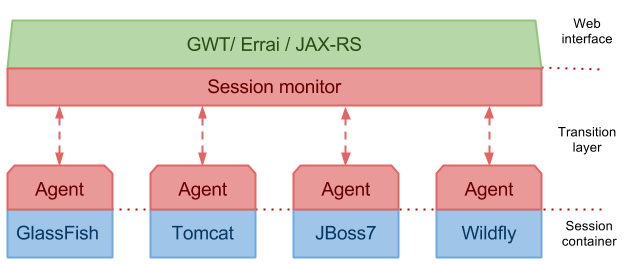 GWT/ Errai / JAX-RS
Web
interface
Session monitor
Transition
layer
Agent
Agent
Agent
Agent
GlassFish
Tomcat
JBoss7
Wildfly
Session
container